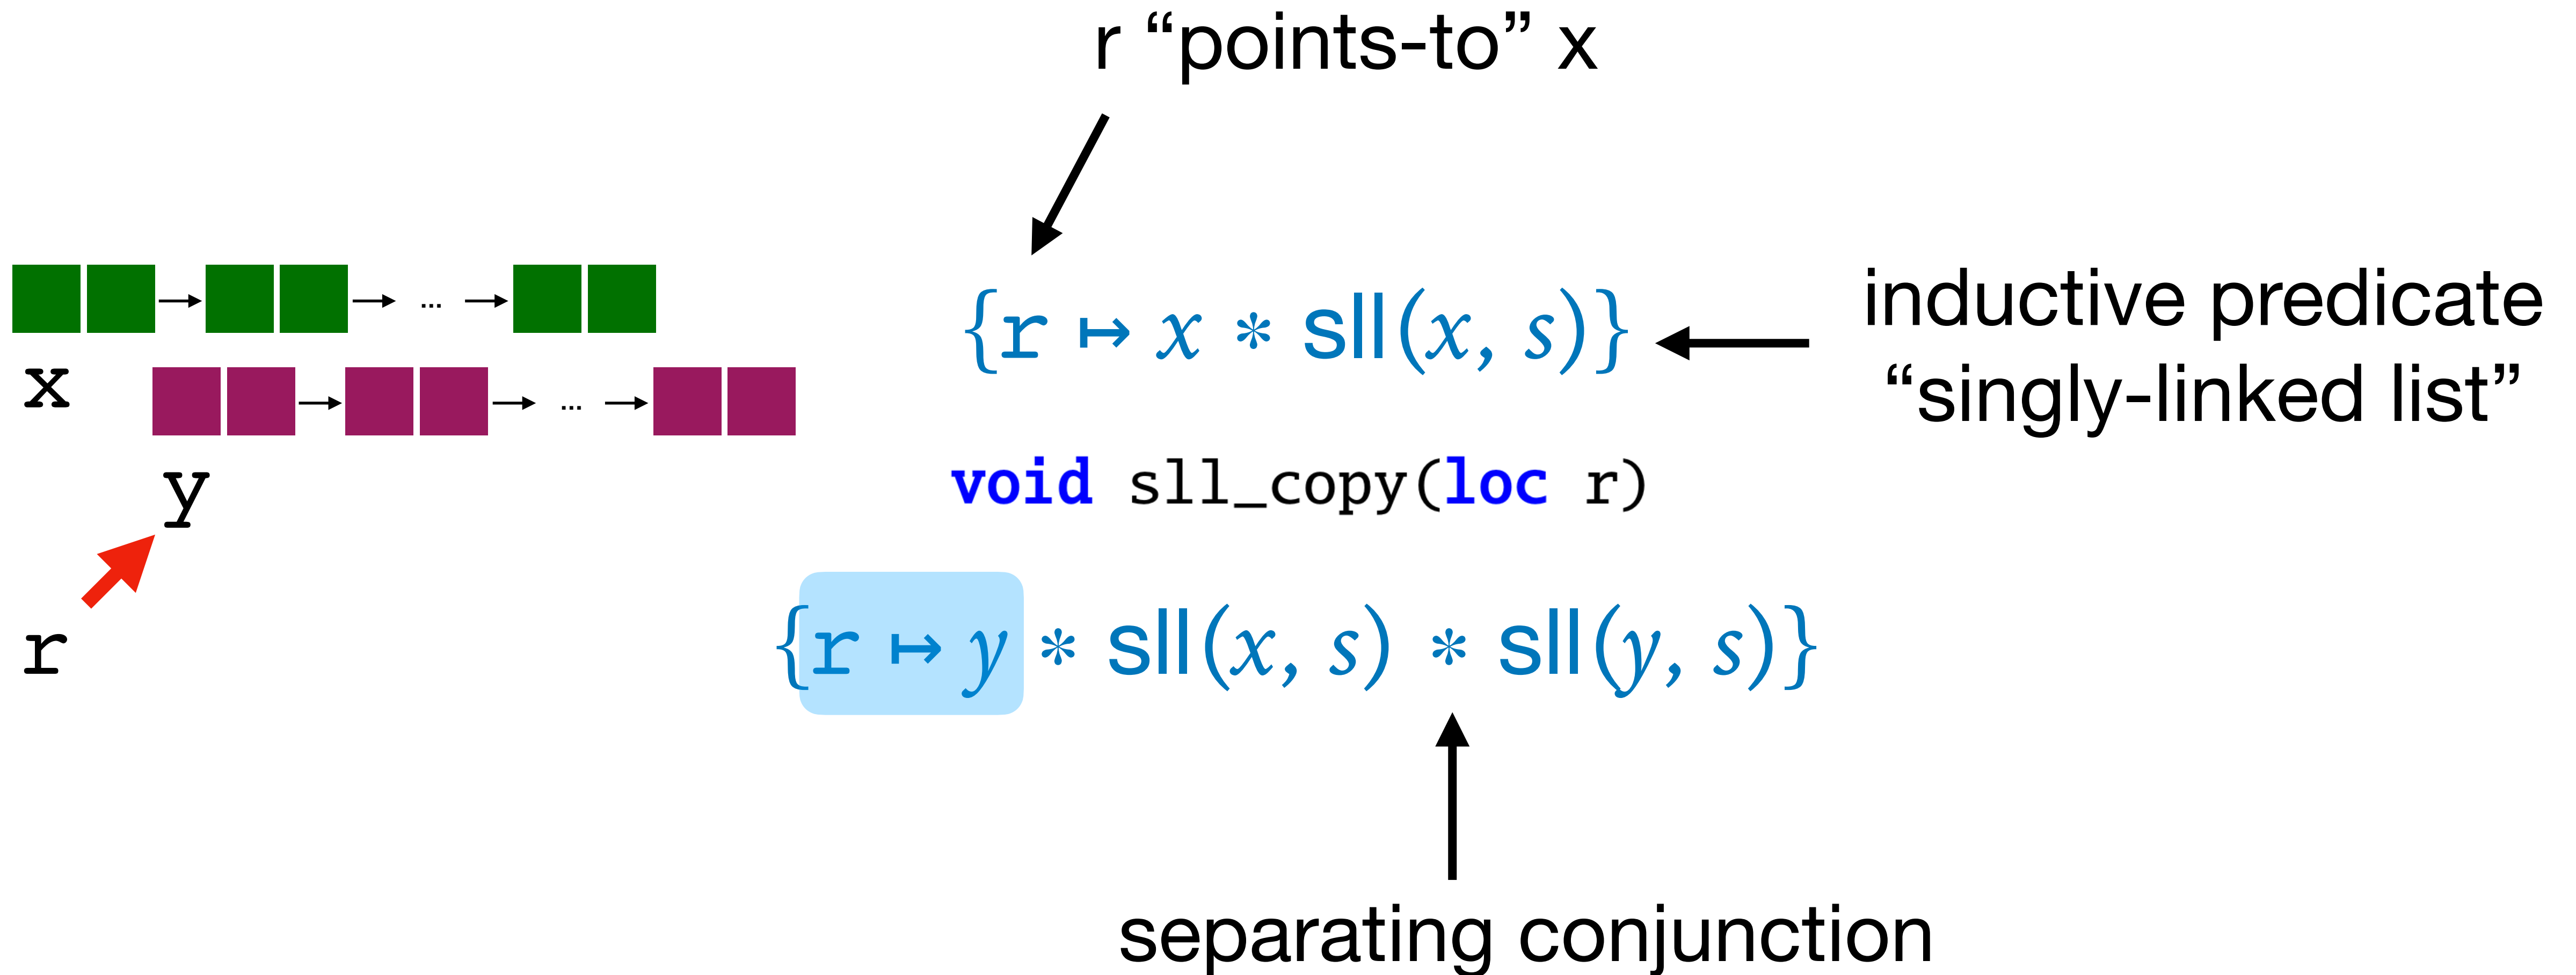 r “points-to” x
...
{r ↦ x * sll(x, s)}
inductive predicate
“singly-linked list”
x
...
y
void sll_copy(loc r)
r
{r ↦ y * sll(x, s) * sll(y, s)}
separating conjunction